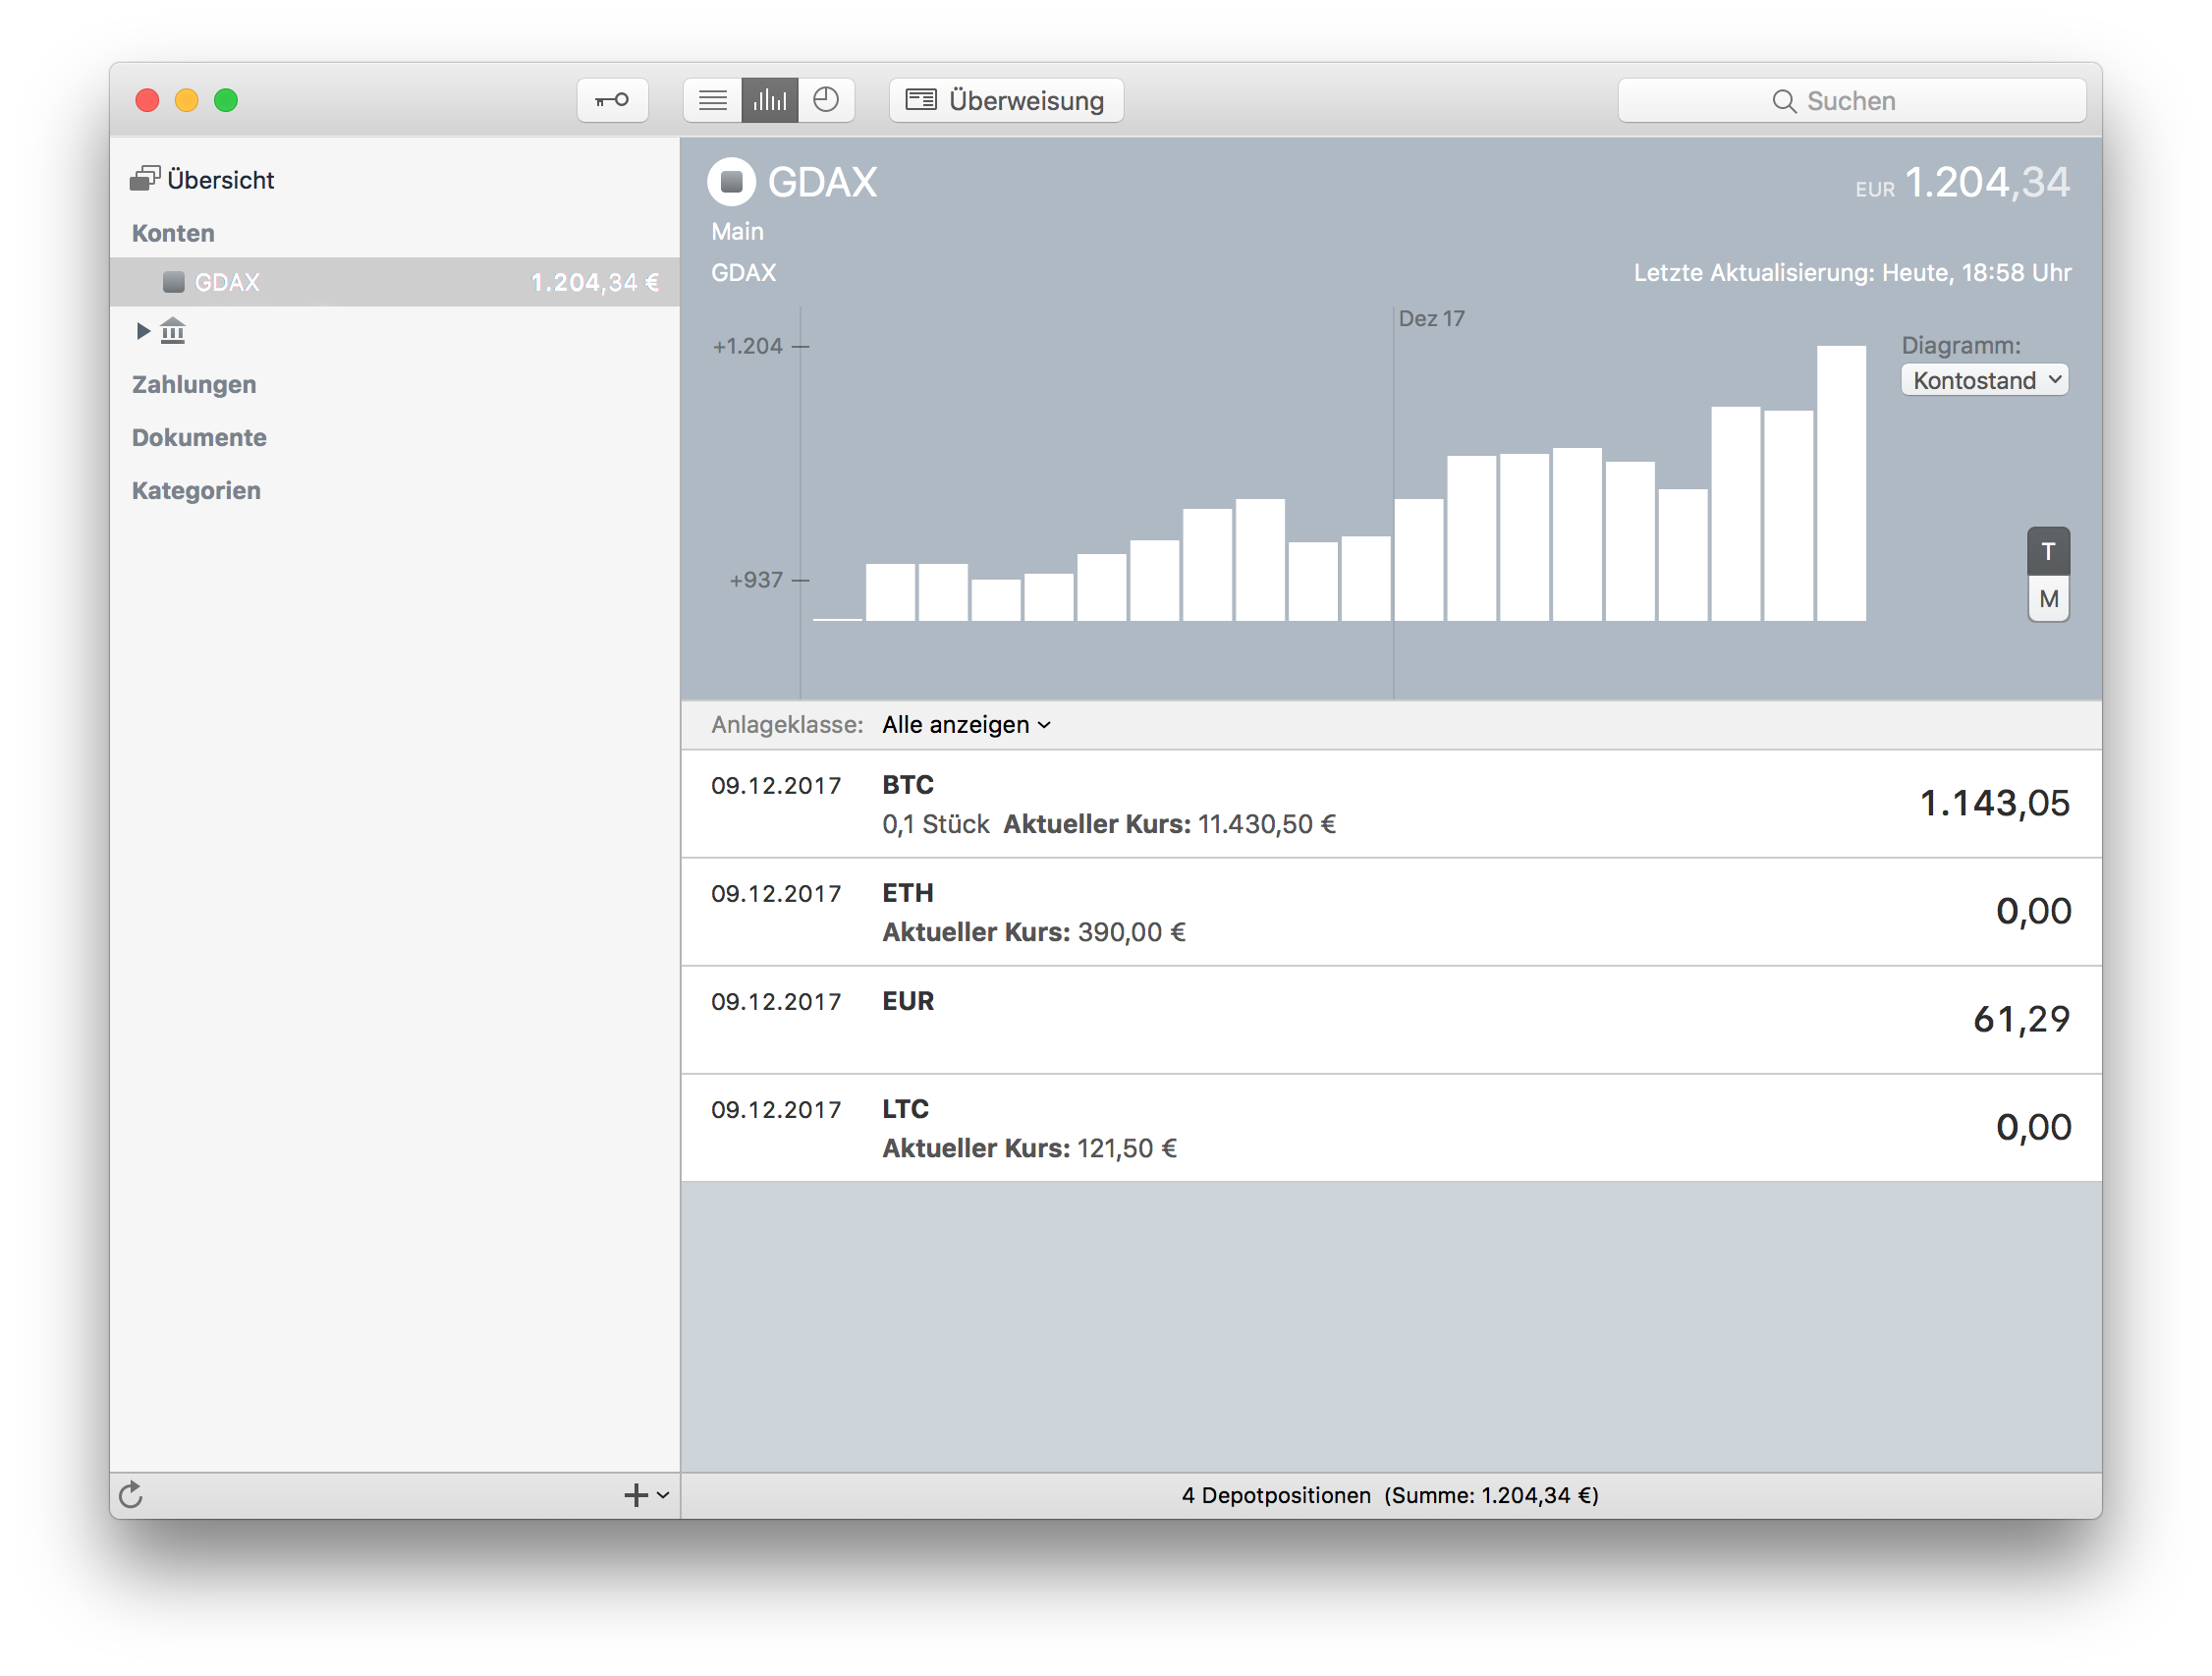 Überweisung
Suchen
Übersicht
Konten
GDAX 1.204,34 €
Zahlungen
Dokumente
Kategorien
GDAX EUR 1.204,34
Main
GDAX Letzte Aktualisierung: Heute, 18:58 Uhr
Dez 17
+1.204
Diagramm:
Kontostand
T
+937
M
Anlageklasse: Alle anzeigen
09.12.2017 BTC 1.143,05
0,1 Stück Aktueller Kurs: 11.430,50 €
09.12.2017 ETH 0,00
Aktueller Kurs: 390,00 €
09.12.2017 EUR 61,29
09.12.2017 LTC 0,00
Aktueller Kurs: 121,50 €
4 Depotpositionen (Summe: 1.204,34 €)